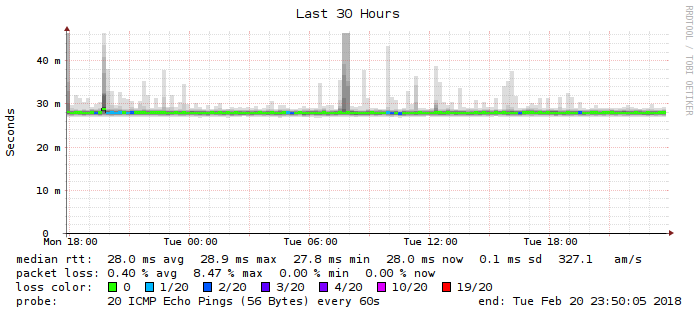 Last 30 Hours
RRDTOOL / TOBI OETIKER
Seconds
40 m
30 m
20 m
10 m
0
Mon 18:00 Tue 00:00 Tue 06:00 Tue 12:00 Tue 18:00
median rtt: 28.0 ms avg 28.9 ms max 27.8 ms min 28.0 ms now 0.1 ms sd 327.1 am/s
packet loss: 0.40 % avg 8.47 % max 0.00 % min 0.00 % now
loss color: 0 1/20 2/20 3/20 4/20 10/20 19/20
probe: 20 ICMP Echo Pings (56 Bytes) every 60s end: Tue Feb 20 23:50:05 2018